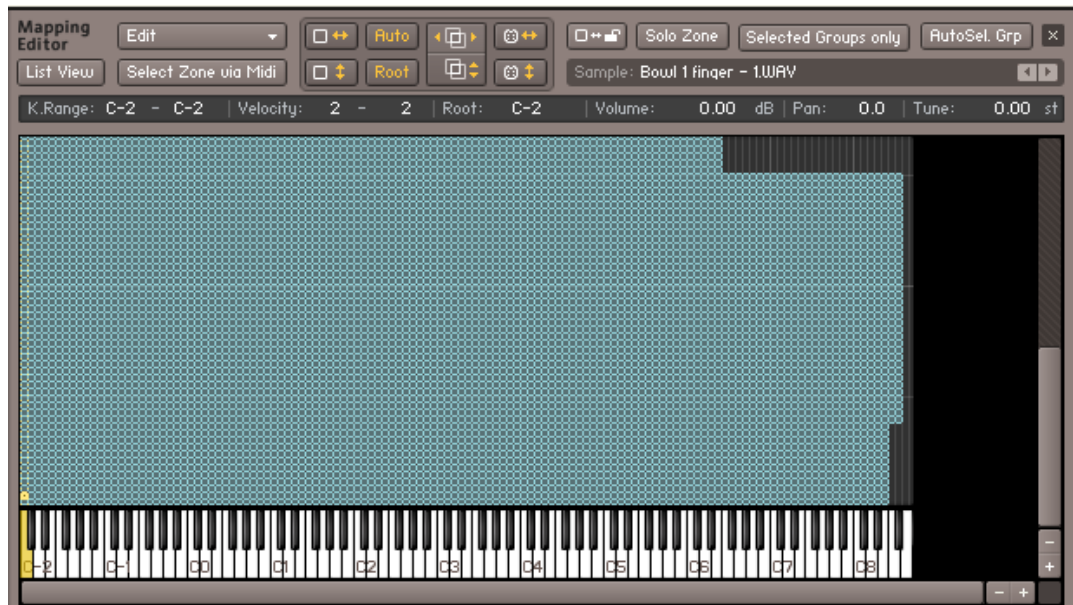 Mapping Editor Edit Auto Solo Zone Selected Groups only AutoSel. Grp ×
List View Select Zone via Midi Root Sample: Bowl 1 finger - 1.WAV
K.Range: C-2 - C-2 | Velocity: 2 - 2 | Root: C-2 | Volume: 0.00 dB | Pan: 0.0 | Tune: 0.00 st
C-2 C-1 C0 C1 C2 C3 C4 C5 C6 C7 C8